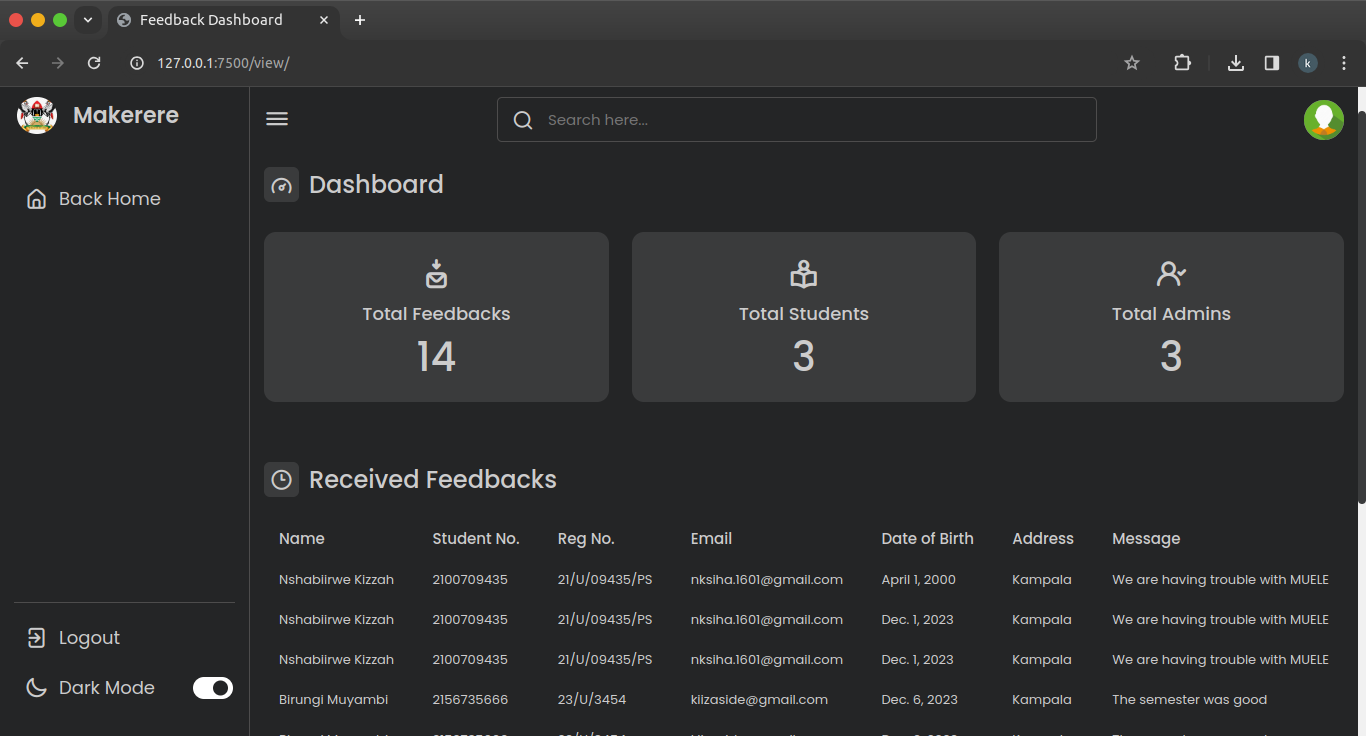 Feedback Dashboard
127.0.0.1:7500/view/
k
Makerere
Search here...
Back Home
Dashboard
Total Feedbacks
14
Total Students
3
Total Admins
3
Received Feedbacks
Name Student No. Reg No. Email Date of Birth Address Message
Nshabiirwe Kizzah 2100709435 21/U/09435/PS nksiha.1601@gmail.com April 1, 2000 Kampala We are having trouble with MUELE
Nshabiirwe Kizzah 2100709435 21/U/09435/PS nksiha.1601@gmail.com Dec. 1, 2023 Kampala We are having trouble with MUELE
Nshabiirwe Kizzah 2100709435 21/U/09435/PS nksiha.1601@gmail.com Dec. 1, 2023 Kampala We are having trouble with MUELE
Birungi Muyambi 2156735666 23/U/3454 kiizaside@gmail.com Dec. 6, 2023 Kampala The semester was good
Logout
Dark Mode